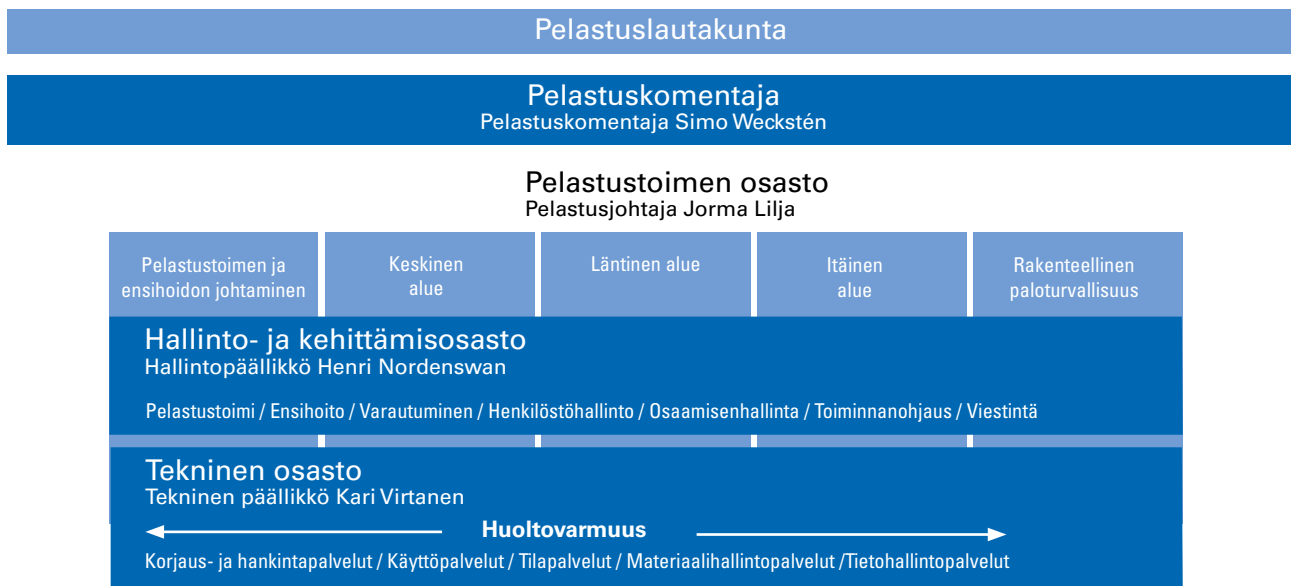 Pelastuslautakunta
Pelastuskomentaja
Pelastuskomentaja Simo Weckstén
Pelastustoimen osasto
Pelastusjohtaja Jorma Lilja
Pelastustoimen ja
ensihoidon johtaminen
Keskinen
alue
Läntinen alue
Itäinen
alue
Rakenteellinen
paloturvallisuus
Hallinto- ja kehittämisosasto
Hallintopäällikkö Henri Nordenswan
Pelastustoimi / Ensihoito / Varautuminen / Henkilöstöhallinto / Osaamisenhallinta / Toiminnanohjaus / Viestintä
Tekninen osasto
Tekninen päällikkö Kari Virtanen
Huoltovarmuus
Korjaus- ja hankintapalvelut / Käyttöpalvelut / Tilapalvelut / Materiaalihallintopalvelut /Tietohallintopalvelut